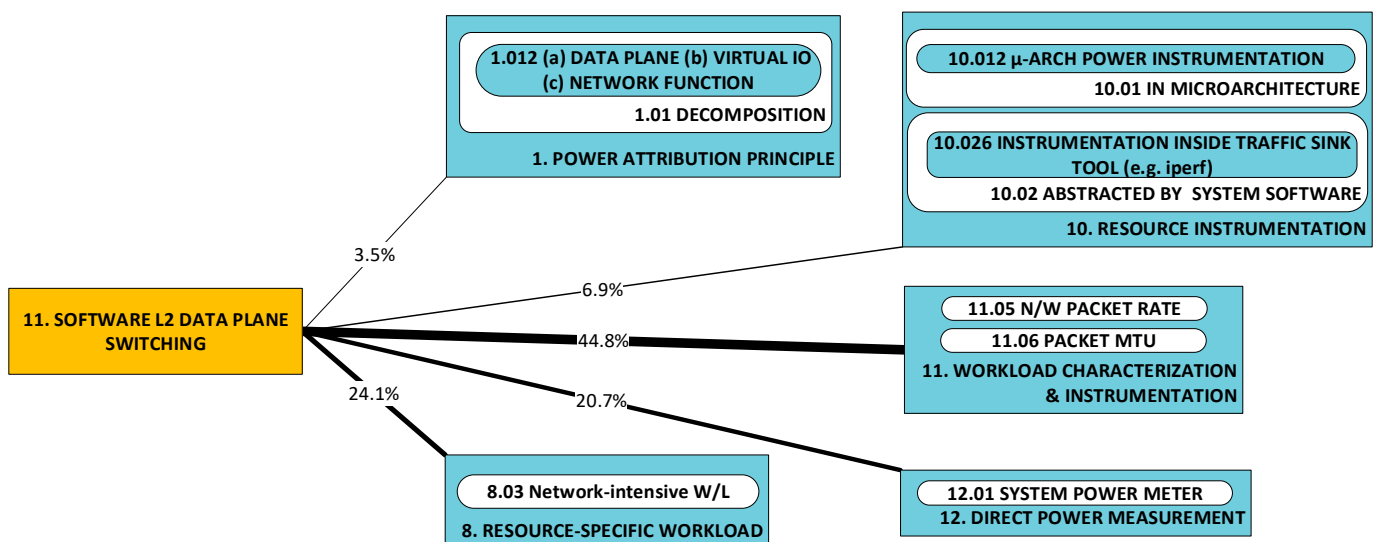 1.012 (a) DATA PLANE (b) VIRTUAL IO
(c) NETWORK FUNCTION
1.01 DECOMPOSITION
1. POWER ATTRIBUTION PRINCIPLE
10.012 µ-ARCH POWER INSTRUMENTATION
10.01 IN MICROARCHITECTURE
10.026 INSTRUMENTATION INSIDE TRAFFIC SINK
TOOL (e.g. iperf)
10.02 ABSTRACTED BY SYSTEM SOFTWARE
10. RESOURCE INSTRUMENTATION
3.5%
6.9%
11. SOFTWARE L2 DATA PLANE
SWITCHING
44.8%
11.05 N/W PACKET RATE
11.06 PACKET MTU
11. WORKLOAD CHARACTERIZATION
& INSTRUMENTATION
24.1%
20.7%
8.03 Network-intensive W/L
8. RESOURCE-SPECIFIC WORKLOAD
12.01 SYSTEM POWER METER
12. DIRECT POWER MEASUREMENT